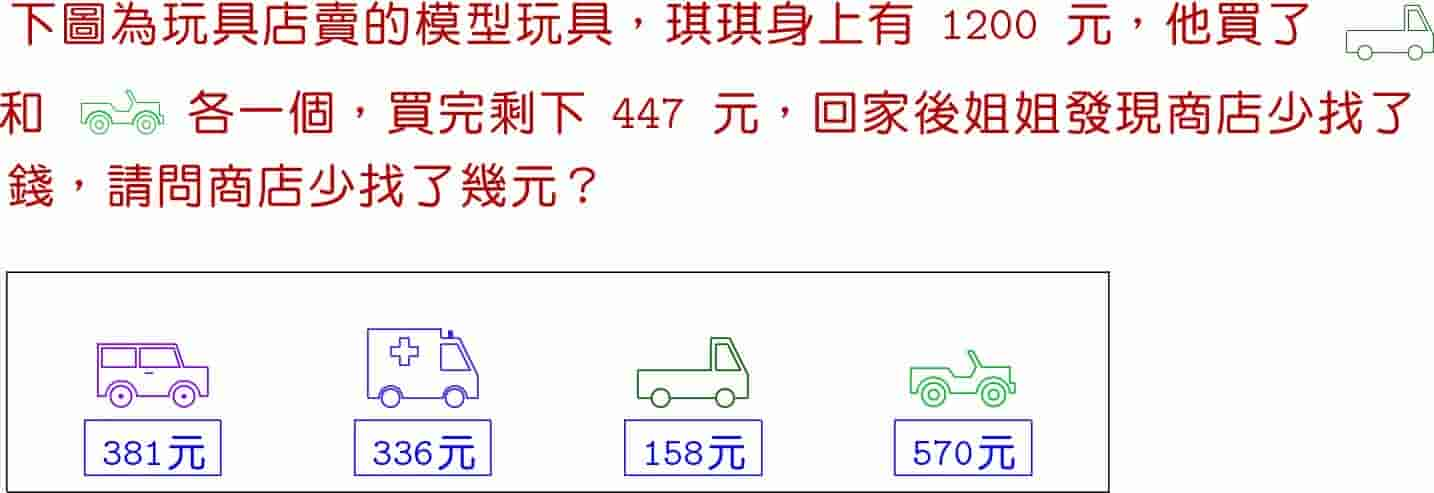 下圖為玩具店賣的模型玩具，琪琪身上有 1200 元，他買了
和 各一個，買完剩下 447 元，回家後姐姐發現商店少找了
錢，請問商店少找了幾元？
381元 336元 158元 570元